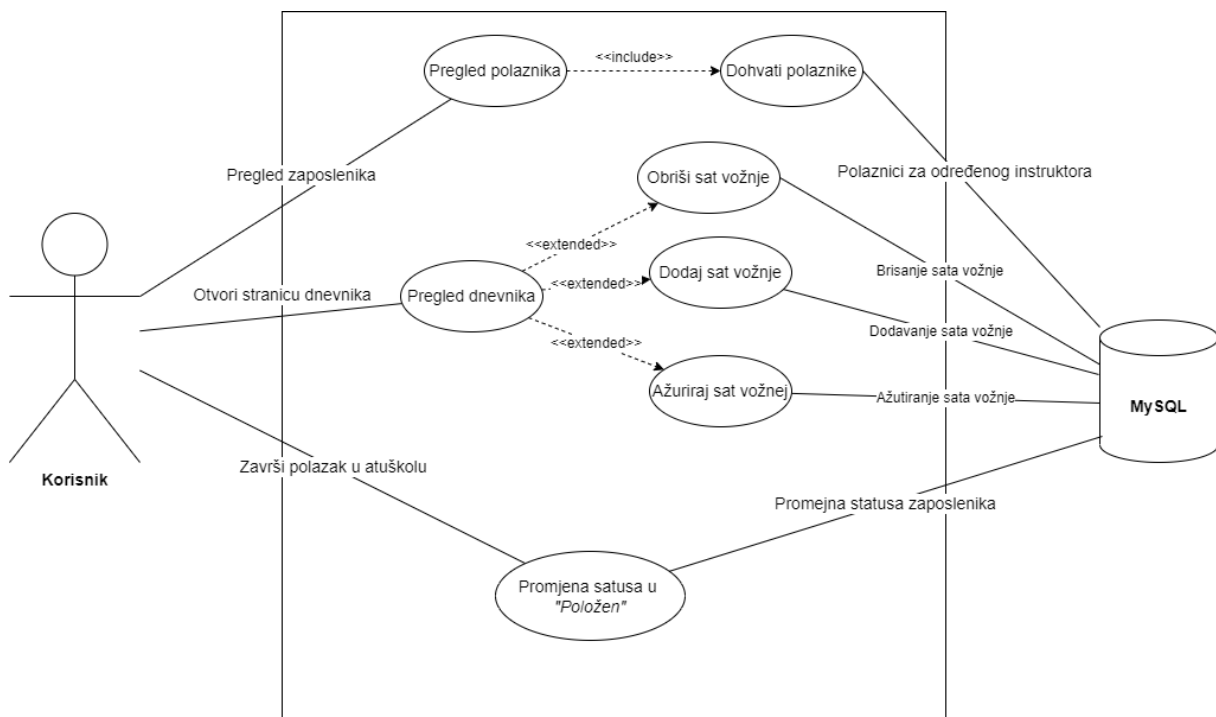 Pregled polaznika
<<include>>
Dohvati polaznike
Pregled zaposlenika
Polaznici za određenog instruktora
Obriši sat vožnje
<<extended>>
Brisanje sata vožnje
Dodaj sat vožnje
<<extended>>
Otvori stranicu dnevnika
Pregled dnevnika
Dodavanje sata vožnje
<<extended>>
Ažuriraj sat vožnej
Ažutiranje sata vožnje
MySQL
Korisnik
Završi polazak u atuškolu
Promejna statusa zaposlenika
Promjena satusa u
"Položen"